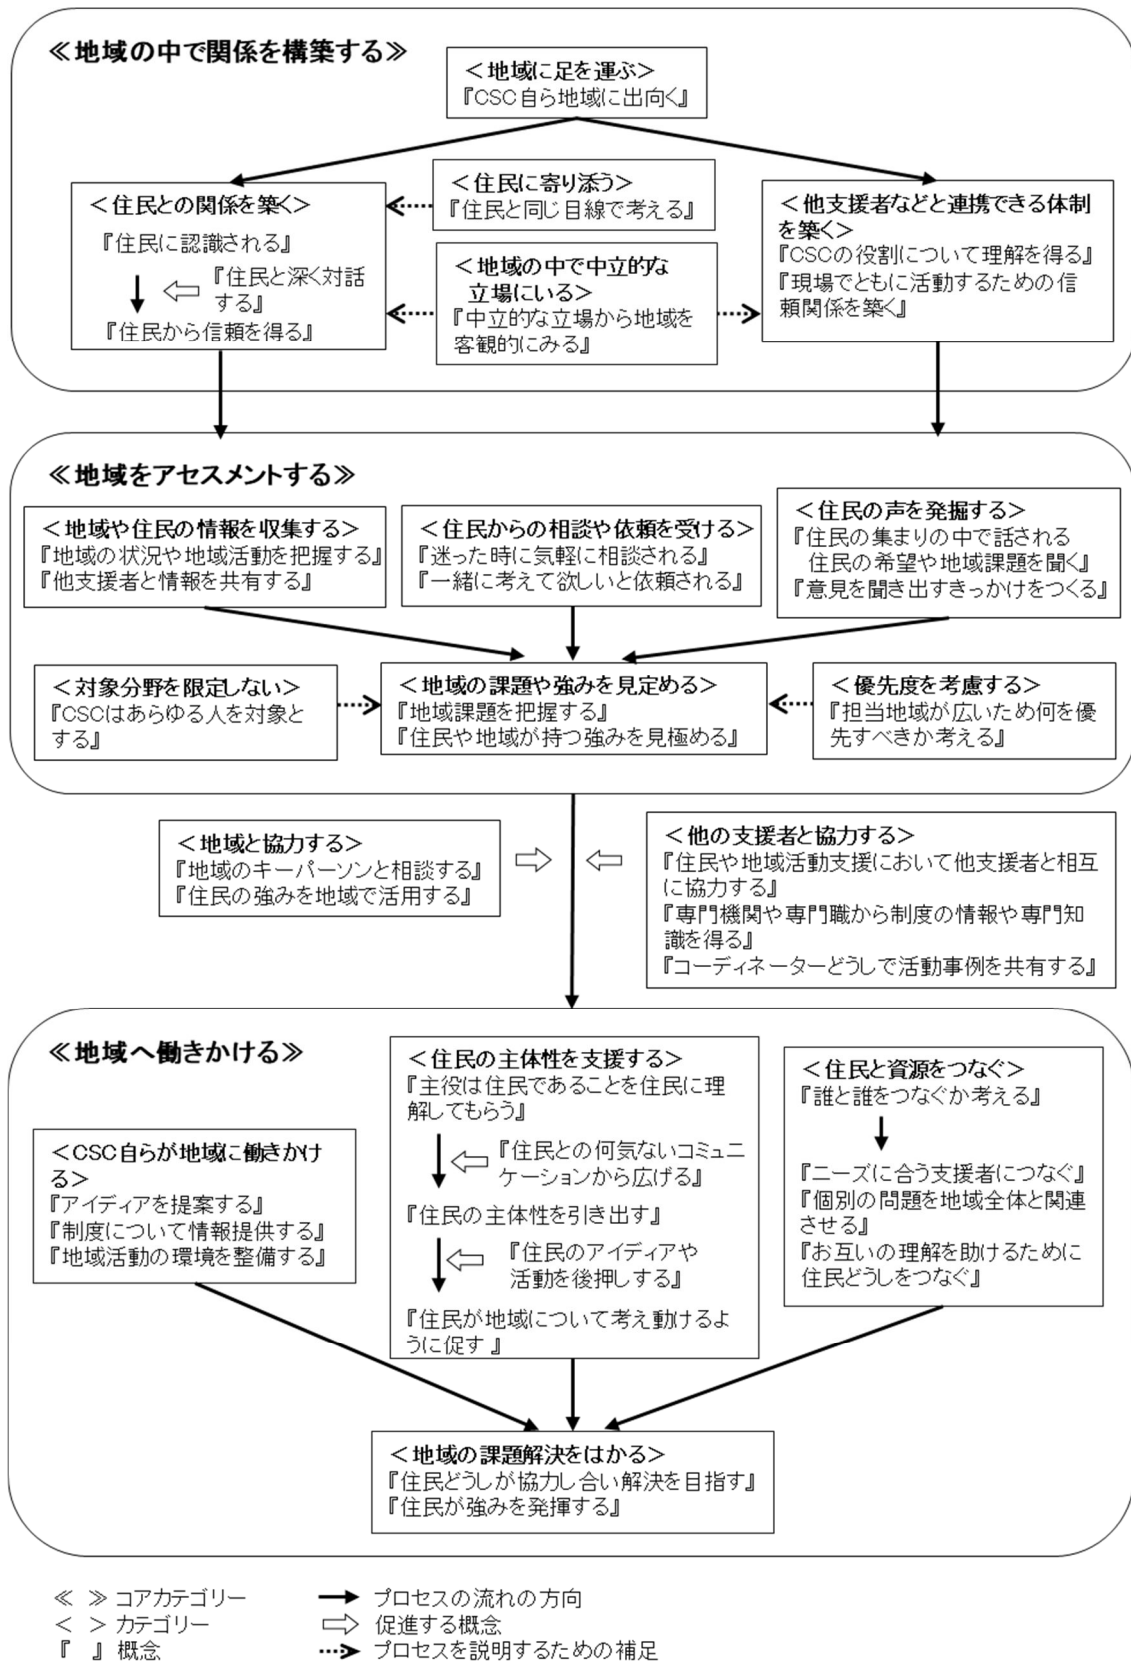 ≪地域の中で関係を構築する≫
＜地域に足を運ぶ＞
『CSC自ら地域に出向く』
＜住民との関係を築く＞
『住民に認識される』
『住民と深く対話
する』
『住民から信頼を得る』
＜住民に寄り添う＞
『住民と同じ目線で考える』
＜地域の中で中立的な
立場にいる＞
『中立的な立場から地域を
客観的にみる』
＜他支援者などと連携できる体制
を築く＞
『CSCの役割について理解を得る』
『現場でともに活動するための信
頼関係を築く』
≪地域をアセスメントする≫
＜地域や住民の情報を収集する＞
『地域の状況や地域活動を把握する』
『他支援者と情報を共有する』
＜住民からの相談や依頼を受ける＞
『迷った時に気軽に相談される』
『一緒に考えて欲しいと依頼される』
＜住民の声を発掘する＞
『住民の集まりの中で話される
住民の希望や地域課題を聞く』
『意見を聞き出すきっかけをつくる』
＜対象分野を限定しない＞
『CSCはあらゆる人を対象と
する』
＜地域の課題や強みを見定める＞
『地域課題を把握する』
『住民や地域が持つ強みを見極める』
＜優先度を考慮する＞
『担当地域が広いため何を優
先すべきか考える』
＜地域と協力する＞
『地域のキーパーソンと相談する』
『住民の強みを地域で活用する』
＜他の支援者と協力する＞
『住民や地域活動支援において他支援者と相互
に協力する』
『専門機関や専門職から制度の情報や専門知
識を得る』
『コーディネーターどうしで活動事例を共有する』
≪地域へ働きかける≫
＜CSC自らが地域に働きかけ
る＞
『アイディアを提案する』
『制度について情報提供する』
『地域活動の環境を整備する』
＜住民の主体性を支援する＞
『主役は住民であることを住民に理
解してもらう』
『住民との何気ないコミュニ
ケーションから広げる』
『住民の主体性を引き出す』
『住民のアイディアや
活動を後押しする』
『住民が地域について考え動けるよ
うに促す 』
＜住民と資源をつなぐ＞
『誰と誰をつなぐか考える』
『ニーズに合う支援者につなぐ』
『個別の問題を地域全体と関連
させる』
『お互いの理解を助けるために
住民どうしをつなぐ』
＜地域の課題解決をはかる＞
『住民どうしが協力し合い解決を目指す』
『住民が強みを発揮する』
≪ ≫ コアカテゴリー
＜ ＞ カテゴリー
『 』 概念
プロセスの流れの方向
促進する概念
プロセスを説明するための補足